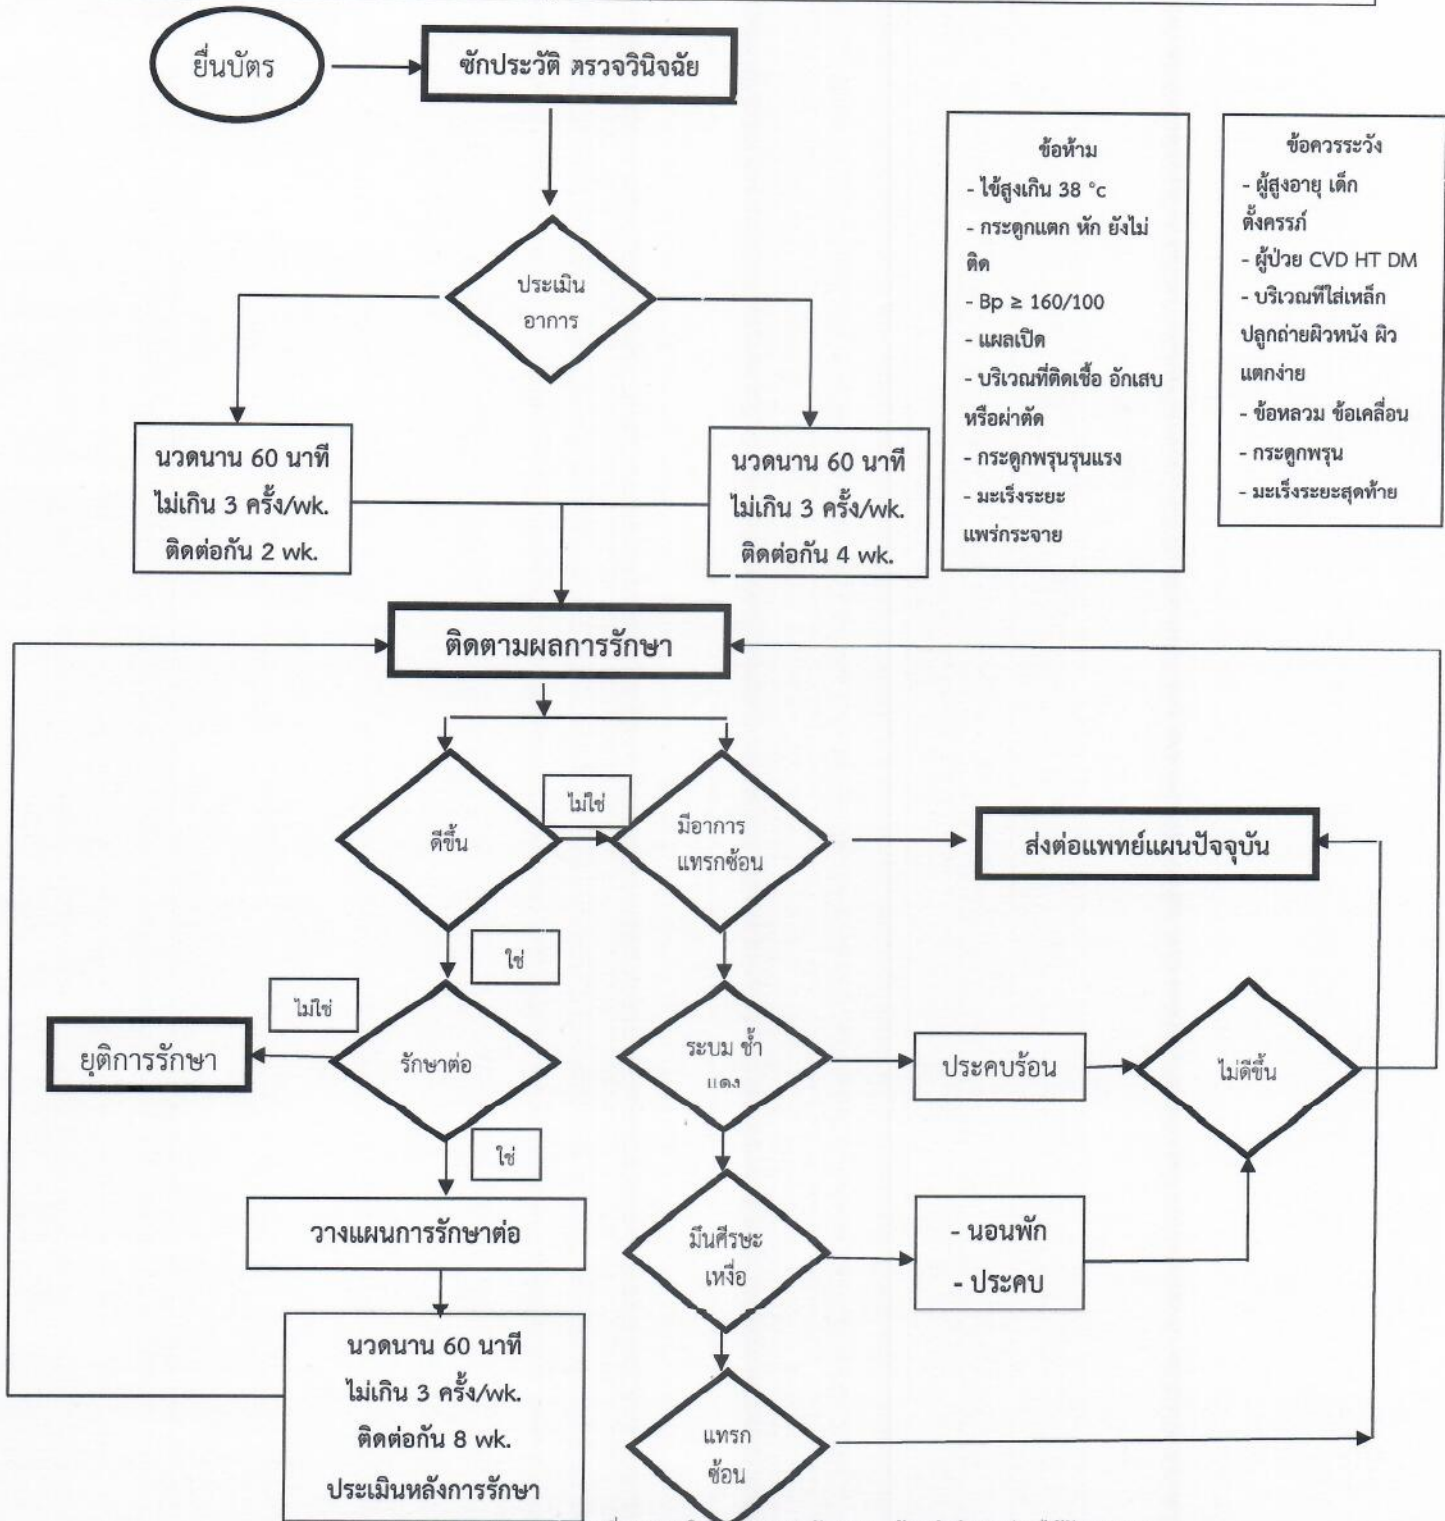 ยื่นบัตร
ซักประวัติ ตรวจวินิจฉัย
ประเมิน
อาการ
ข้อห้าม
- ไข้สูงเกิน 38 °c
- กระดูกแตก หัก ยังไม่
ติด
- Bp ≥ 160/100
- แผลเปิด
- บริเวณที่ติดเชื้อ อักเสบ
หรือผ่าตัด
- กระดูกพรุนรุนแรง
- มะเร็งระยะ
แพร่กระจาย
ข้อควรระวัง
- ผู้สูงอายุ เด็ก
ตั้งครรภ์
- ผู้ป่วย CVD HT DM
- บริเวณที่ใส่เหล็ก
ปลูกถ่ายผิวหนัง ผิว
แตกง่าย
- ข้อหลวม ข้อเคลื่อน
- กระดูกพรุน
- มะเร็งระยะสุดท้าย
นวดนาน 60 นาที
ไม่เกิน 3 ครั้ง/wk.
ติดต่อกัน 2 wk.
นวดนาน 60 นาที
ไม่เกิน 3 ครั้ง/wk.
ติดต่อกัน 4 wk.
ติดตามผลการรักษา
ดีขึ้น
ไม่ใช่
มีอาการ
แทรกซ้อน
ส่งต่อแพทย์แผนปัจจุบัน
ใช่
ไม่ใช่
ยุติการรักษา
รักษาต่อ
ระบม ช้ำ
แดง
ประคบร้อน
ไม่ดีขึ้น
ใช่
วางแผนการรักษาต่อ
มึนศีรษะ
เหงื่อ
- นอนพัก
- ประคบ
นวดนาน 60 นาที
ไม่เกิน 3 ครั้ง/wk.
ติดต่อกัน 8 wk.
ประเมินหลังการรักษา
แทรก
ซ้อน